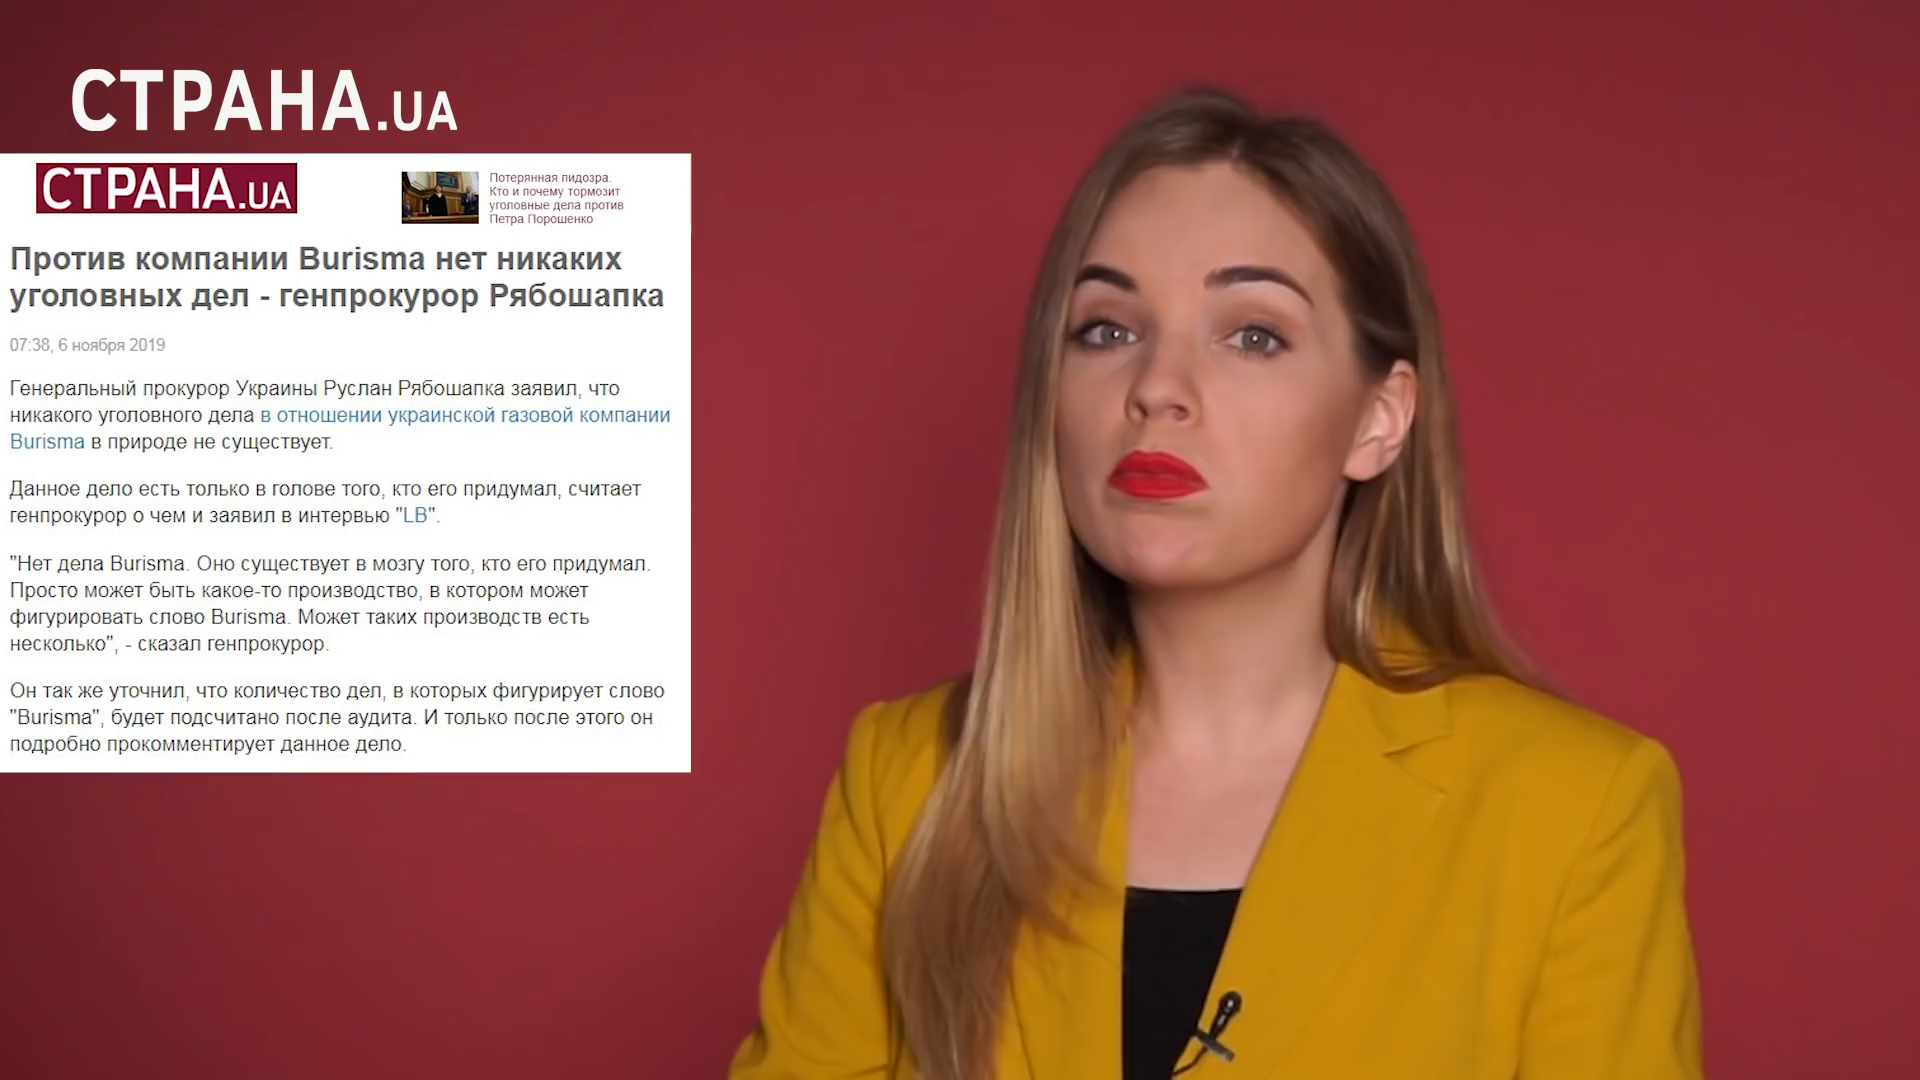 СТРАНА.UA
СТРАНА.UA
Потерянная пидозра.
Кто и почему тормозит
уголовные дела против
Петра Порошенко
Против компании Burisma нет никаких
уголовных дел - генпрокурор Рябошапка
07:38, 6 ноября 2019
Генеральный прокурор Украины Руслан Рябошапка заявил, что
никакого уголовного дела в отношении украинской газовой компании
Burisma в природе не существует.
Данное дело есть только в голове того, кто его придумал, считает
генпрокурор о чем и заявил в интервью "LB".
"Нет дела Burisma. Оно существует в мозгу того, кто его придумал.
Просто может быть какое-то производство, в котором может
фигурировать слово Burisma. Может таких производств есть
несколько", - сказал генпрокурор.
Он так же уточнил, что количество дел, в которых фигурирует слово
"Burisma", будет подсчитано после аудита. И только после этого он
подробно прокомментирует данное дело.